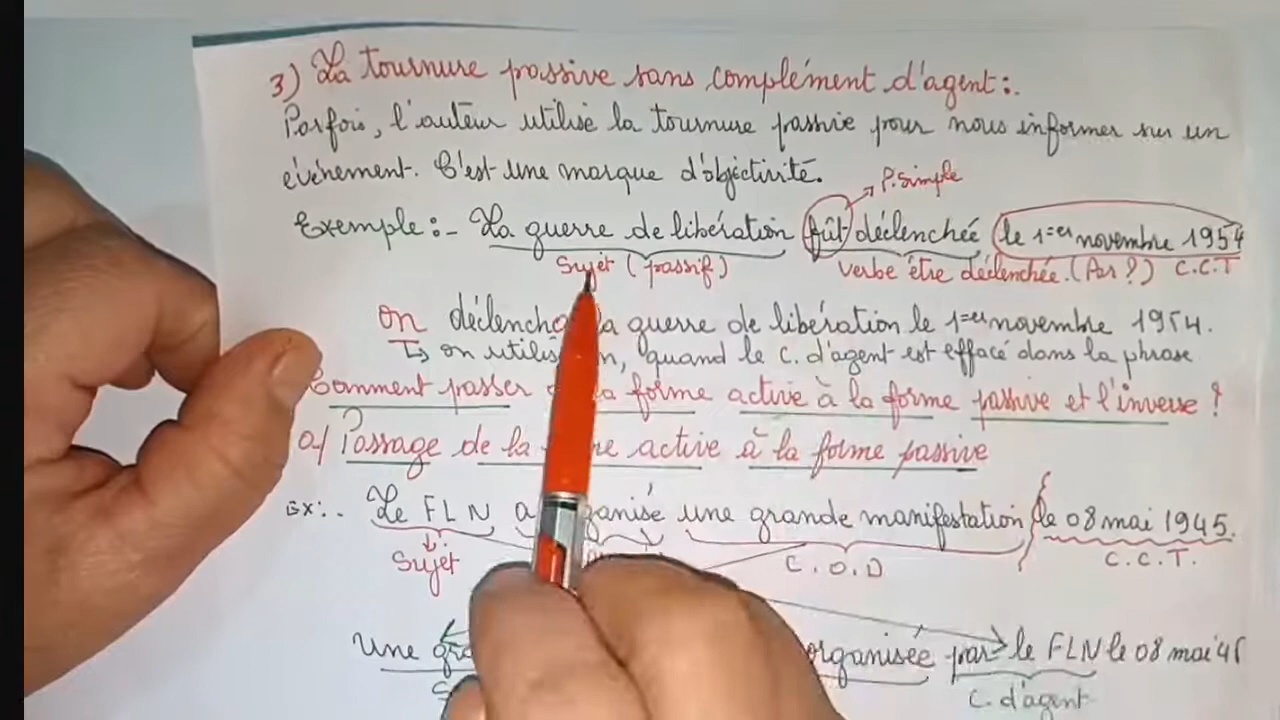 3) La tournure passive sans complément d'agent:.
Parfois, l'auteur utilise la tournure passive pour nous informer sur un
événement. C'est une marque d'objectivité.
P. simple
Exemple:- La guerre de libération fût déclenchée le 1er novembre 1954
Sujet (passif) verbe être déclenchée. (Par ?) C.C.T
On déclencha la guerre de libération le 1er novembre 1954.
↳ on utilise quand le c. d'agent est effacé dans la phrase
Comment passer la forme active à la forme passive et l'inverse ?
a/ Passage de la active à la forme passive
Ex:. Le FLN a organisé une grande manifestation le 08 mai 1945.
Sujet C.O.D C.C.T.
Une organisée par le FLN le 08 mai 45
C. d'agent